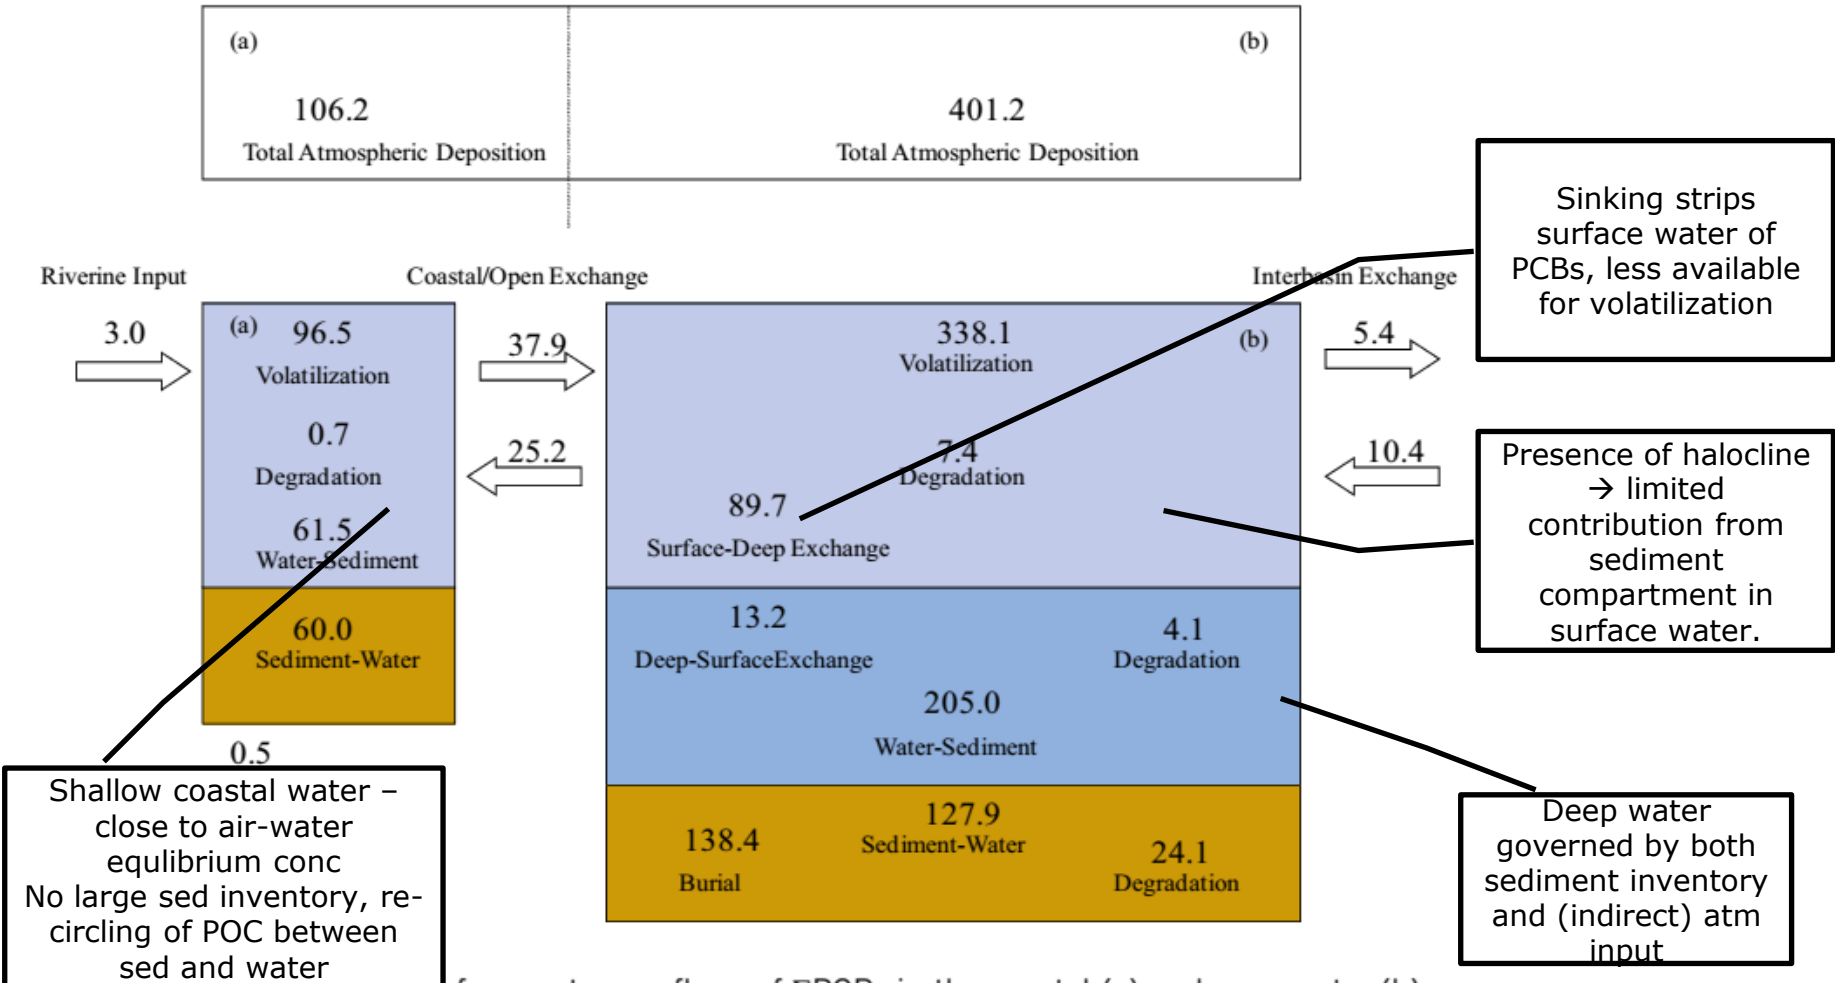 (a)
(b)
106.2
401.2
Total Atmospheric Deposition
Total Atmospheric Deposition
Sinking strips
surface water of
PCBs, less available
for volatilization
Riverine Input
Coastal/Open Exchange
Interbasin Exchange
3.0
(a)
96.5
Volatilization
37.9
338.1
Volatilization
(b)
5.4
0.7
Degradation
25.2
7.4
Degradation
10.4
61.5
Water-Sediment
89.7
Surface-Deep Exchange
Presence of halocline
→ limited
contribution from
sediment
compartment in
surface water.
60.0
Sediment-Water
13.2
Deep-SurfaceExchange
4.1
Degradation
205.0
Water-Sediment
0.5
Shallow coastal water –
close to air-water
equlibrium conc
No large sed inventory, re-
circling of POC between
sed and water
138.4
Burial
127.9
Sediment-Water
24.1
Degradation
Deep water
governed by both
sediment inventory
and (indirect) atm
input